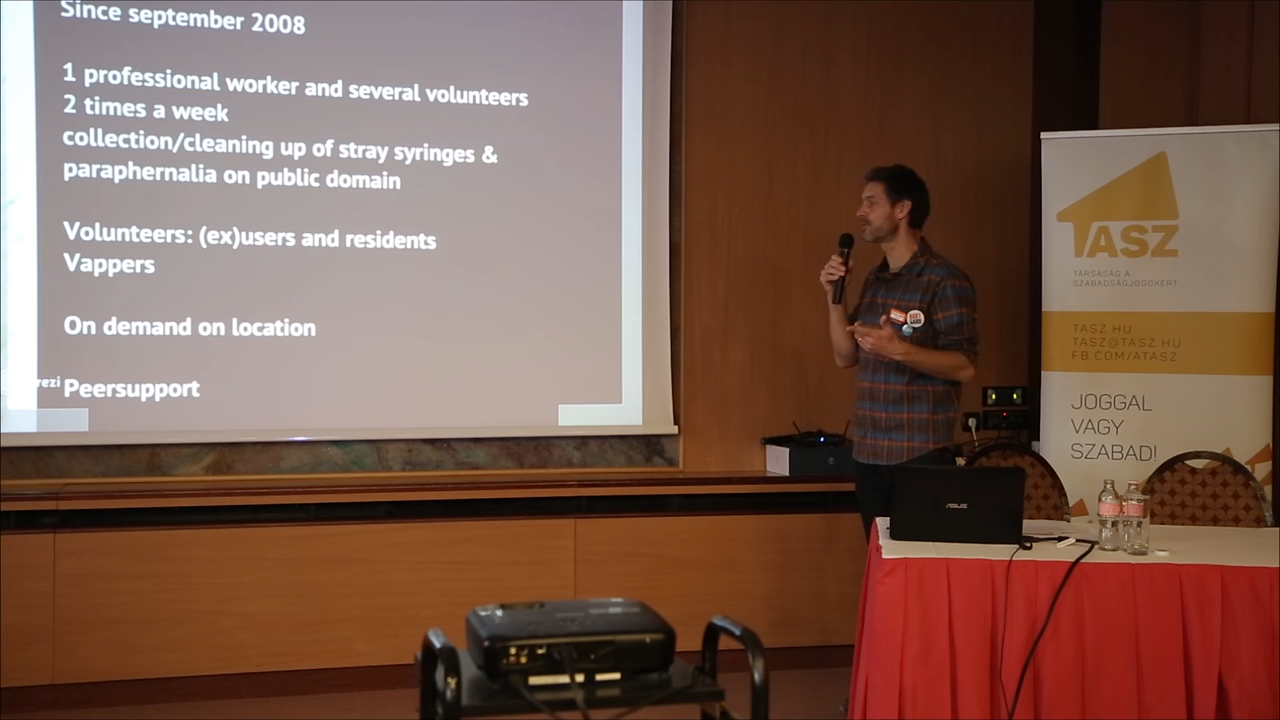 Since september 2008
1 professional worker and several volunteers
2 times a week
collection/cleaning up of stray syringes &
paraphernalia on public domain
Volunteers: (ex)users and residents
Vappers
On demand on location
rezi
Peersupport
TASZ
TÁRSASÁG A
SZABADSÁGJOGOKÉRT
TASZ.HU
TASZ@TASZ.HU
FB.COM/ATASZ
JOGGAL
VAGY
SZABAD!
ASUS